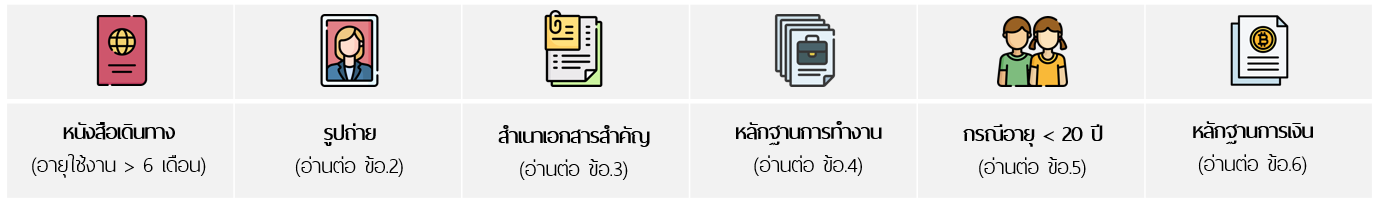 หนังสือเดินทาง
(อายุใช้งาน > 6 เดือน)
รูปถ่าย
(อ่านต่อ ข้อ.2)
สำเนาเอกสารสำคัญ
(อ่านต่อ ข้อ.3)
หลักฐานการทำงาน
(อ่านต่อ ข้อ.4)
กรณีอายุ < 20 ปี
(อ่านต่อ ข้อ.5)
หลักฐานการเงิน
(อ่านต่อ ข้อ.6)